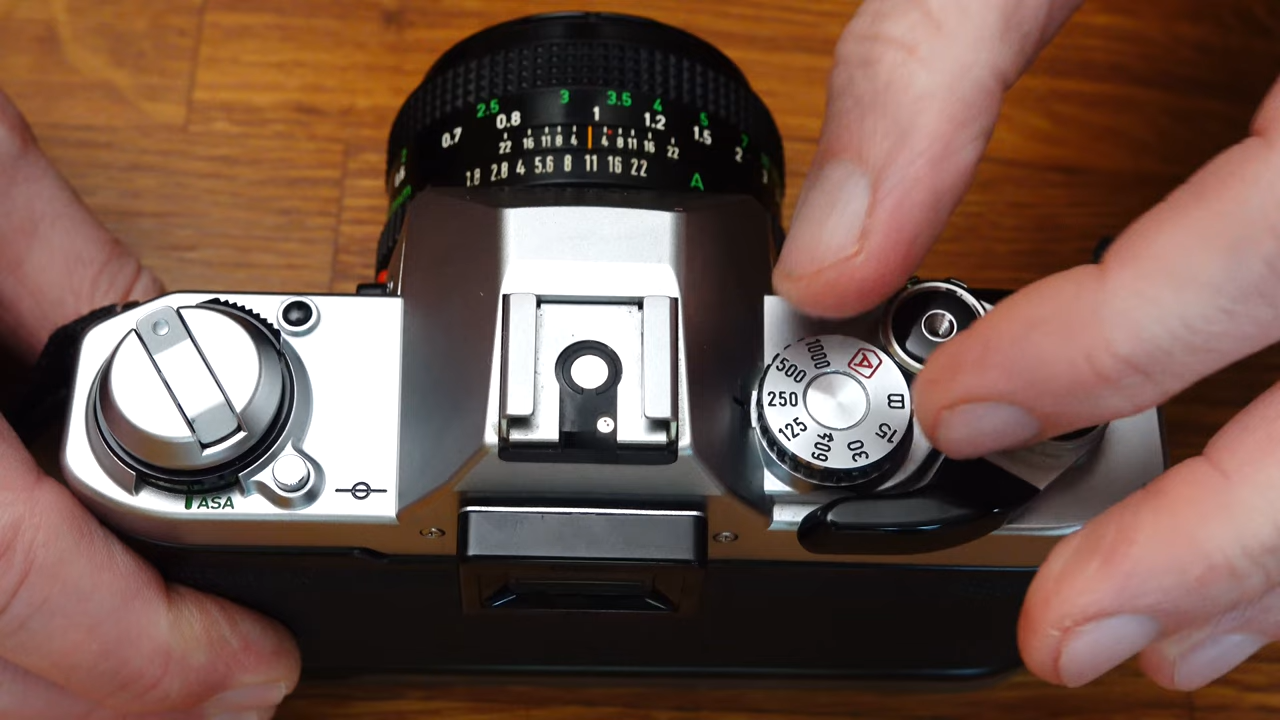 2.5 3 3.5 4 5 7
0.7 0.8 1 1.2 1.5 2 3
22 16 11 8 4 4 8 11 16 22
1.8 2.8 4 5.6 8 11 16 22 A
1000 A
500
250 B
125 15
60 30
ASA